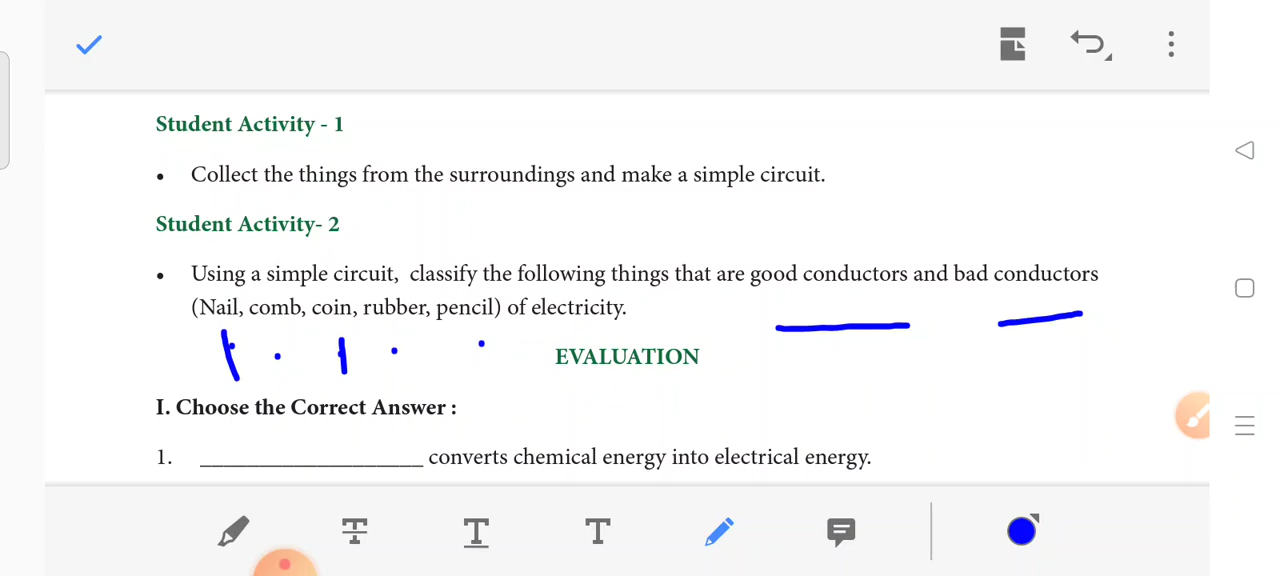 Student Activity - 1
• Collect the things from the surroundings and make a simple circuit.
Student Activity- 2
• Using a simple circuit, classify the following things that are good conductors and bad conductors
(Nail, comb, coin, rubber, pencil) of electricity.
EVALUATION
I. Choose the Correct Answer :
1. ___________________ converts chemical energy into electrical energy.